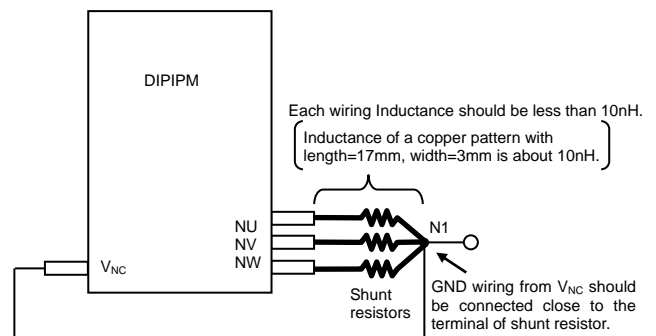 DIPIPM
Each wiring Inductance should be less than 10nH.
Inductance of a copper pattern with
length=17mm, width=3mm is about 10nH.
NU
NV
NW
N1
VNC
Shunt
resistors
GND wiring from VNC should
be connected close to the
terminal of shunt resistor.